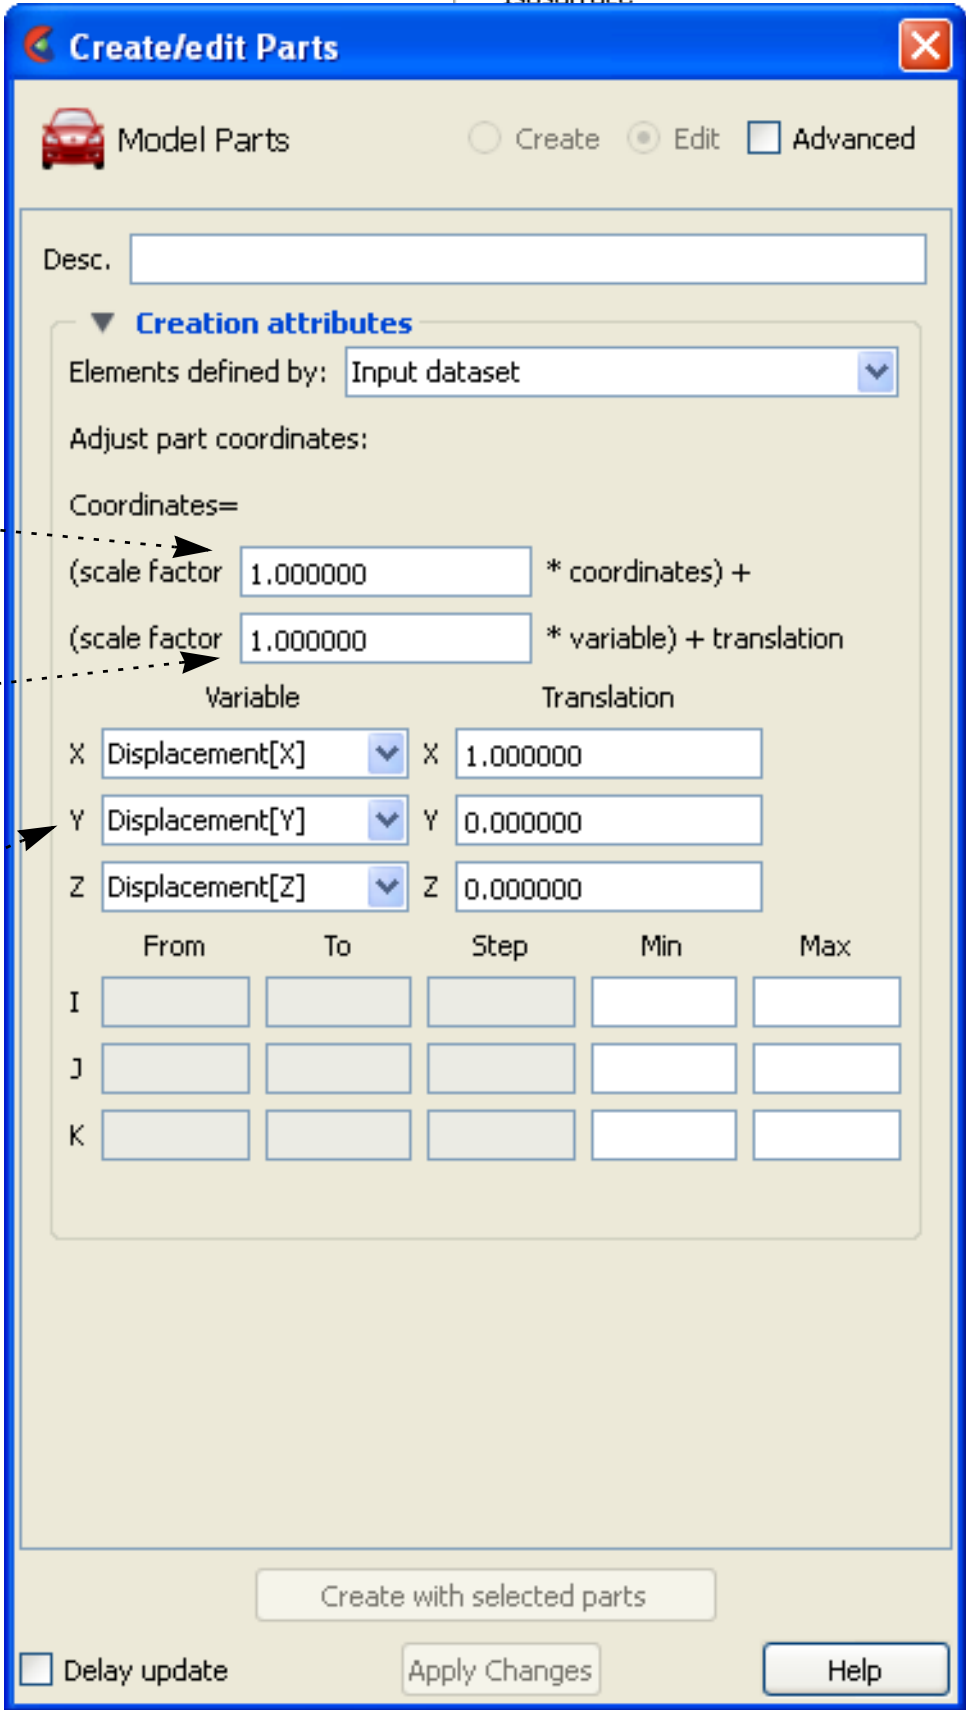 Create/edit Parts
Model Parts Create Edit Advanced
Desc.
Creation attributes
Elements defined by: Input dataset
Adjust part coordinates:
Coordinates=
(scale factor 1.000000 * coordinates) +
(scale factor 1.000000 * variable) + translation
Variable Translation
X Displacement[X] X 1.000000
Y Displacement[Y] Y 0.000000
Z Displacement[Z] Z 0.000000
From To Step Min Max
I
J
K
Create with selected parts
Delay update Apply Changes Help